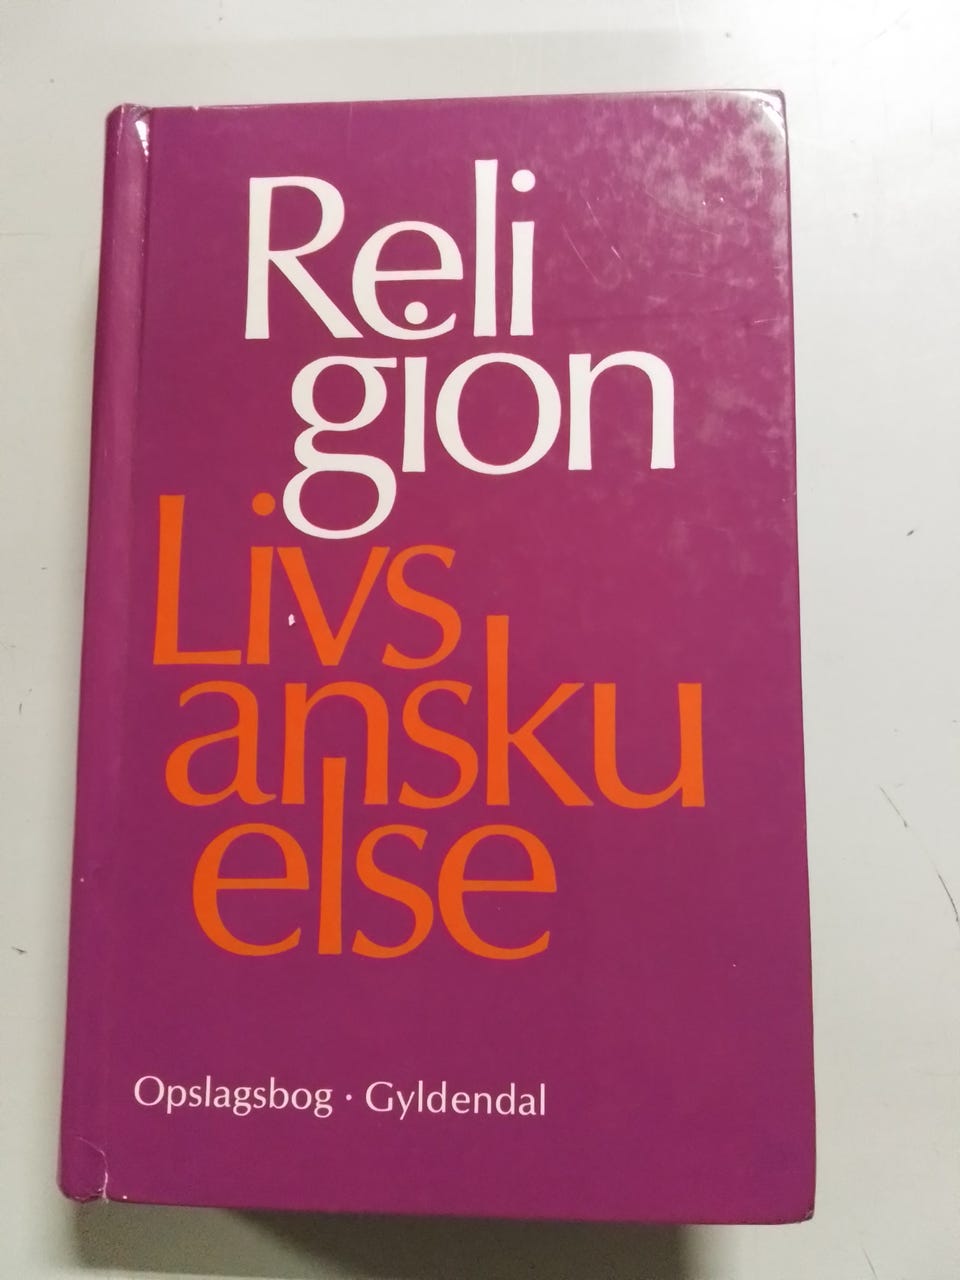 Reli
gion
Livs
ansku
else
Opslagsbog · Gyldendal